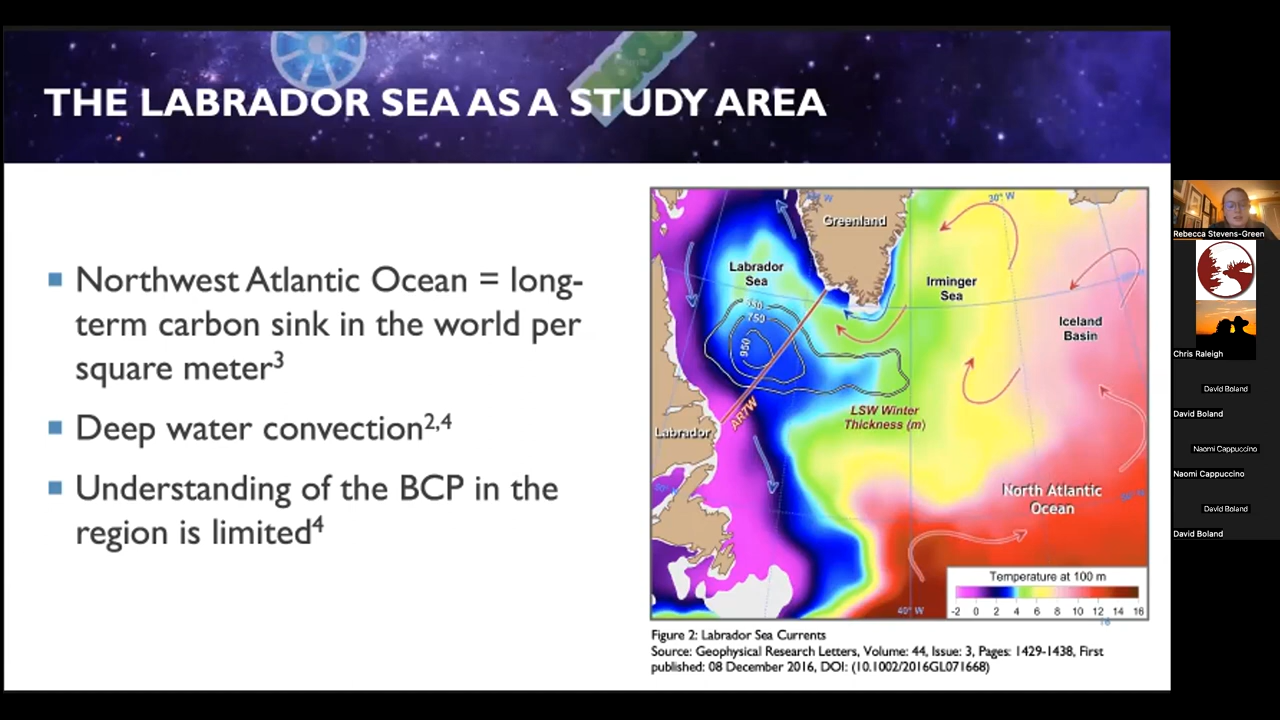 THE LABRADOR SEA AS A STUDY AREA
Northwest Atlantic Ocean = long-
term carbon sink in the world per
square meter3
Deep water convection2,4
Understanding of the BCP in the
region is limited4
Greenland
30° W
Labrador
Sea
Irminger
Sea
Iceland
Basin
750
950
AR7W
LSW Winter
Thickness (m)
Labrador
North Atlantic
Ocean
40° W
Temperature at 100 m
-2 0 2 4 6 8 10 12 14 16
16
Figure 2: Labrador Sea Currents
Source: Geophysical Research Letters, Volume: 44, Issue: 3, Pages: 1429-1438, First
published: 08 December 2016, DOI: (10.1002/2016GL071668)
Rebecca Stevens-Green
Chris Raleigh
David Boland
David Boland
Naomi Cappuccino
Naomi Cappuccino
David Boland
David Boland